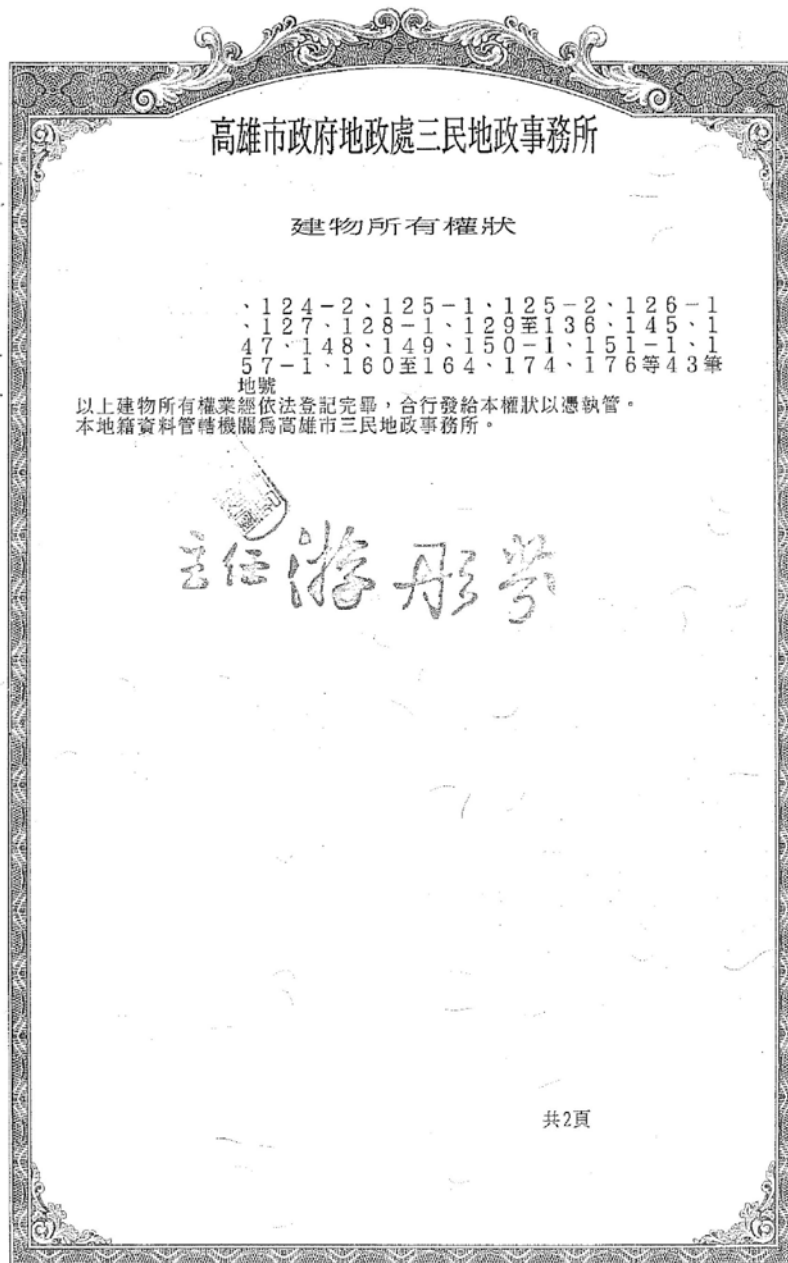 高雄市政府地政處三民地政事務所
建物所有權狀
、124-2、125-1、125-2、126-1
、127、128-1、129至136、145、1
47、148、149、150-1、151-1、1
57-1、160至164、174、176等43筆
地號
以上建物所有權業經依法登記完畢,合行發給本權狀以憑執管。
本地籍資料管轄機關為高雄市三民地政事務所。
主任游彤芳
共2頁